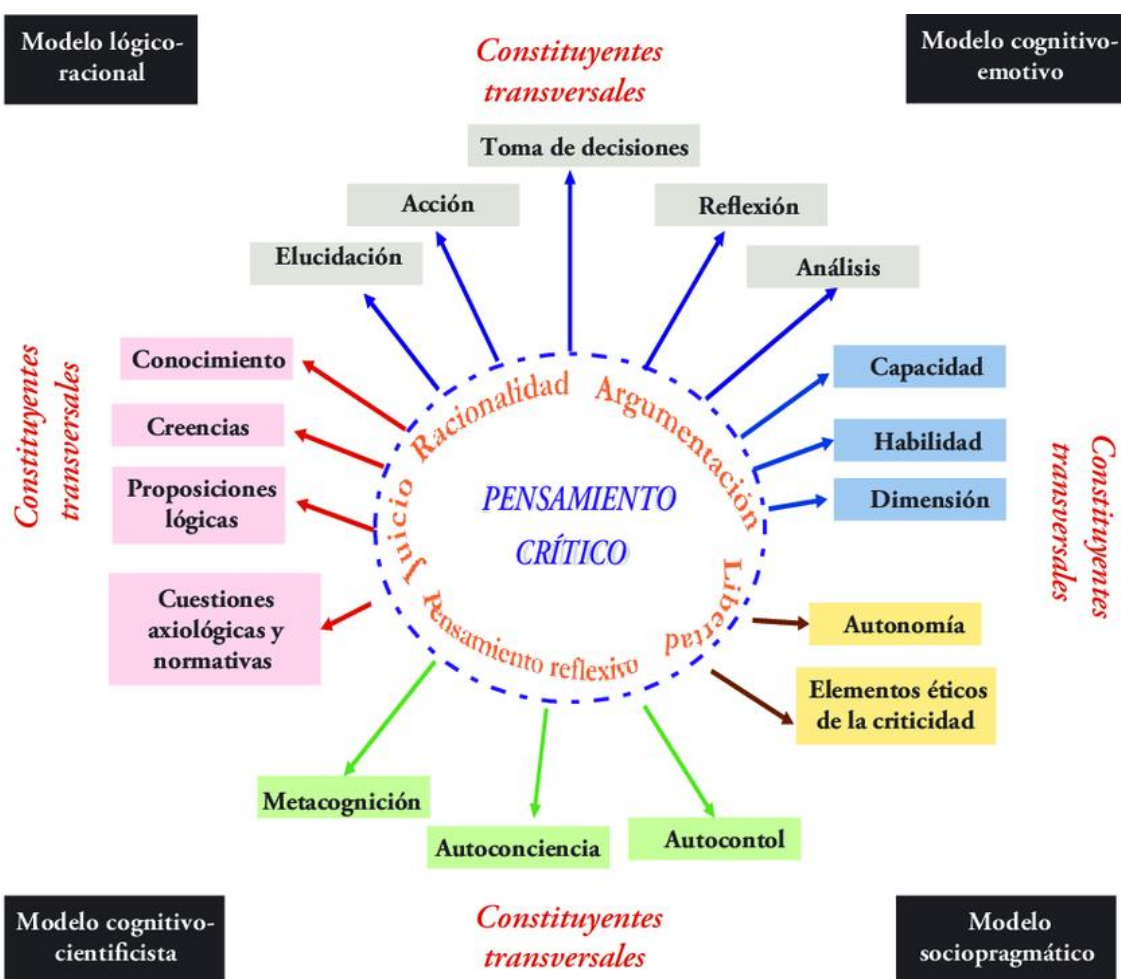 Modelo lógico-
racional
Constituyentes
transversales
Modelo cognitivo-
emotivo
Toma de decisiones
Acción
Reflexión
Elucidación
Análisis
Constituyentes
transversales
Conocimiento
Creencias
Proposiciones
lógicas
Cuestiones
axiológicas y
normativas
Racionalidad
Argumentación
Juicio
Libertad
Pensamiento reflexivo
PENSAMIENTO
CRÍTICO
Capacidad
Habilidad
Dimensión
Constituyentes
transversales
Autonomía
Elementos éticos
de la criticidad
Metacognición
Autoconciencia
Autocontol
Modelo cognitivo-
cientificista
Constituyentes
transversales
Modelo
sociopragmático